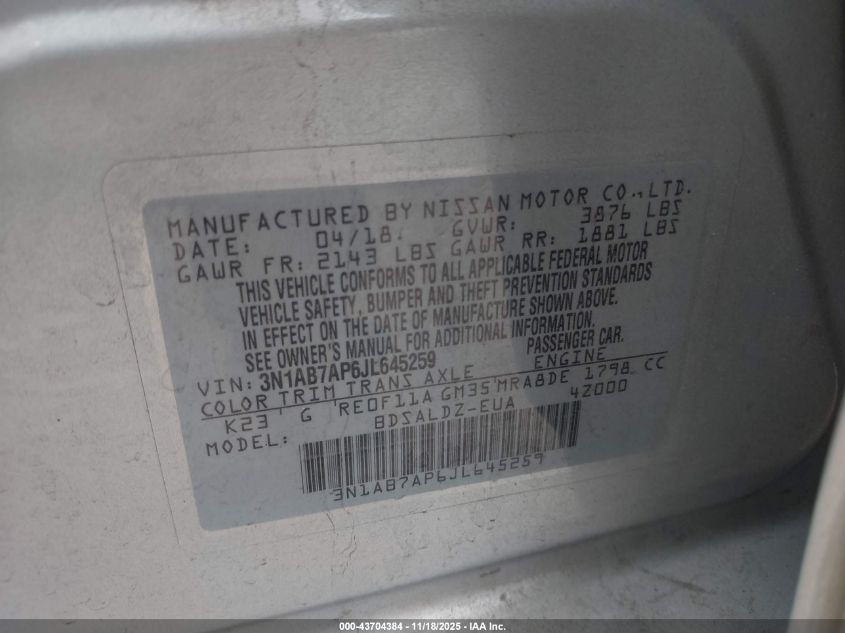 MANUFACTURED BY NISSAN MOTOR CO., LTD.
DATE: 04/18. GVWR: 3876 LBS
GAWR FR: 2143 LBS GAWR RR: 1881 LBS
THIS VEHICLE CONFORMS TO ALL APPLICABLE FEDERAL MOTOR
VEHICLE SAFETY, BUMPER AND THEFT PREVENTION STANDARDS
IN EFFECT ON THE DATE OF MANUFACTURE SHOWN ABOVE.
SEE OWNER'S MANUAL FOR ADDITIONAL INFORMATION.
VIN: 3N1AB7AP6JL645259 PASSENGER CAR.
COLOR TRIM TRANS AXLE ENGINE
K23 G RE0F11A GM35 MRA8DE 1798 CC
MODEL: BDSALDZ-EUA 4Z000
3N1AB7AP6JL645259
000-43704384 - 11/18/2025 - IAA Inc.